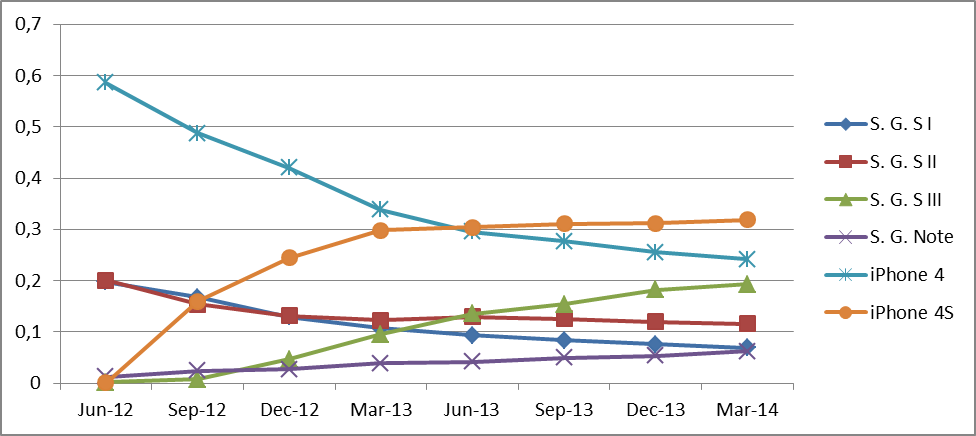 0,7
0,6
0,5
0,4
0,3
0,2
0,1
0
Jun-12 Sep-12 Dec-12 Mar-13 Jun-13 Sep-13 Dec-13 Mar-14
S. G. S I
S. G. S II
S. G. S III
S. G. Note
iPhone 4
iPhone 4S